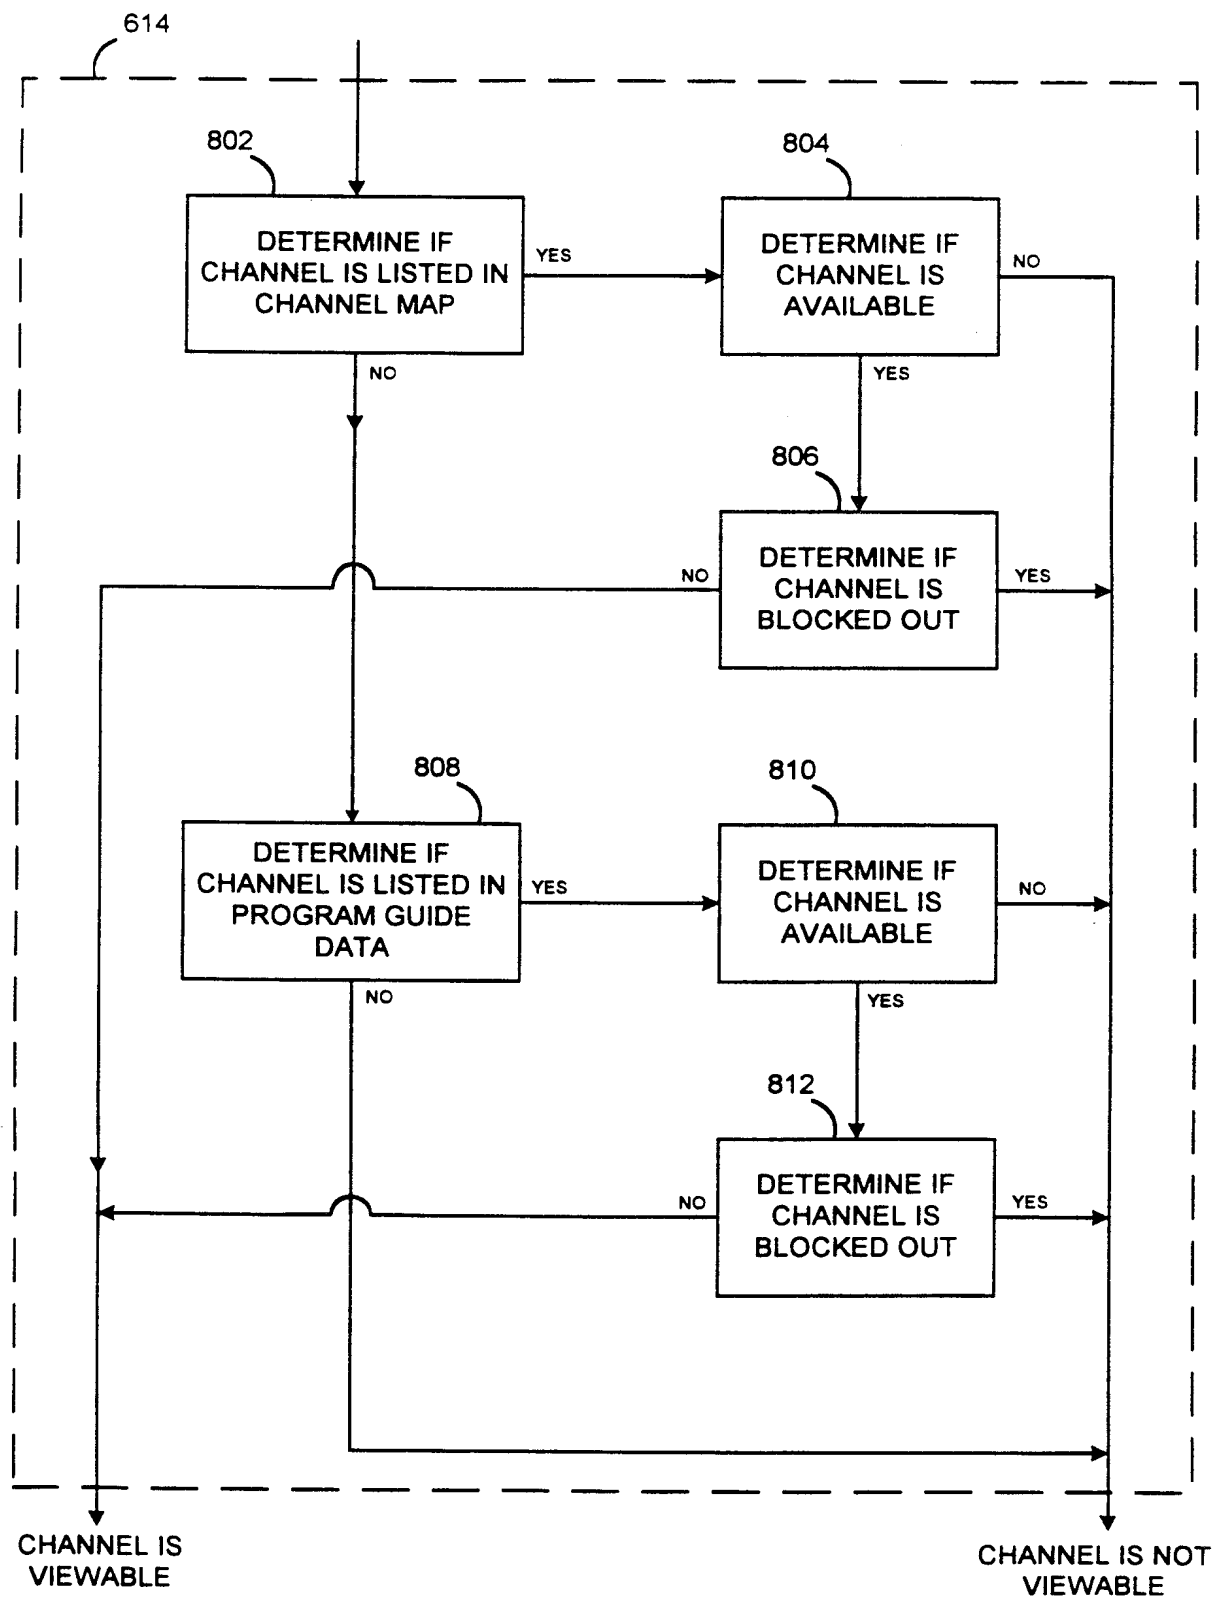 614
802
804
DETERMINE IF
CHANNEL IS LISTED IN
CHANNEL MAP
YES
DETERMINE IF
CHANNEL IS
AVAILABLE
NO
NO
YES
806
DETERMINE IF
CHANNEL IS
BLOCKED OUT
NO
YES
808
810
DETERMINE IF
CHANNEL IS LISTED IN
PROGRAM GUIDE
DATA
YES
DETERMINE IF
CHANNEL IS
AVAILABLE
NO
NO
YES
812
DETERMINE IF
CHANNEL IS
BLOCKED OUT
NO
YES
CHANNEL IS
VIEWABLE
CHANNEL IS NOT
VIEWABLE